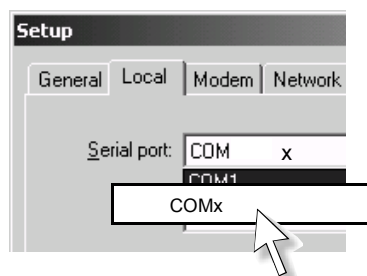 Setup
General Local Modem Network
Serial port: COM x
COM1
COMx